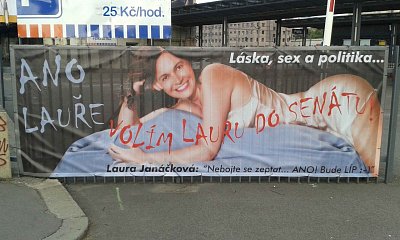 25 Kč/hod.
Láska, sex a politika...
ANO
LAUŘE
VOLÍM LAURU DO SENÁTU!
Laura Janáčková: "Nebojte se zeptat... ANO! Bude LÍP :-)"